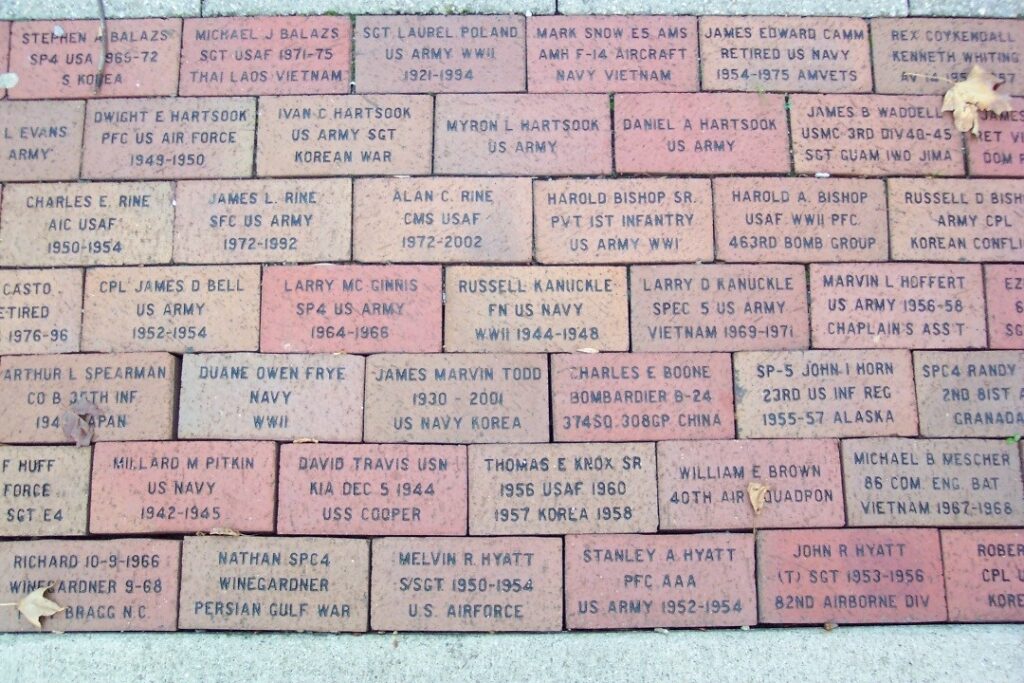 STEPHEN A BALAZS
SP4 USA 1965-72
S KOREA
MICHAEL J BALAZS
SGT USAF 1971-75
THAI LAOS VIETNAM
SGT LAUREL POLAND
US ARMY WWII
1921-1994
MARK SNOW ES AMS
AMH F-14 AIRCRAFT
NAVY VIETNAM
JAMES EDWARD CAMM
RETIRED US NAVY
1954-1975 AMVETS
REX COYKENDALL
KENNETH WHITING
AV 14
L EVANS
ARMY
DWIGHT E HARTSOOK
PFC US AIR FORCE
1949-1950
IVAN C HARTSOOK
US ARMY SGT
KOREAN WAR
MYRON L HARTSOOK
US ARMY
DANIEL A HARTSOOK
US ARMY
JAMES B WADDELL
USMC 3RD DIV 40-45
SGT GUAM IWO JIMA
JAMES
RET
DOM
CHARLES E. RINE
AIC USAF
1950-1954
JAMES L. RINE
SFC US ARMY
1972-1992
ALAN C. RINE
CMS USAF
1972-2002
HAROLD BISHOP SR.
PVT 1ST INFANTRY
US ARMY WWI
HAROLD A. BISHOP
USAF WWII PFC
463RD BOMB GROUP
RUSSELL D BISH
ARMY CPL
KOREAN CONFLI
CASTO
ETIRED
1976-96
CPL JAMES D BELL
US ARMY
1952-1954
LARRY MC GINNIS
SP4 US ARMY
1964-1966
RUSSELL KANUCKLE
FN US NAVY
WWII 1944-1948
LARRY D KANUCKLE
SPEC 5 US ARMY
VIETNAM 1969-1971
MARVIN L HOFFERT
US ARMY 1956-58
CHAPLAIN'S ASS'T
EZ
6
SG
ARTHUR L SPEARMAN
CO B 35TH INF
194 JAPAN
DUANE OWEN FRYE
NAVY
WWII
JAMES MARVIN TODD
1930 - 2001
US NAVY KOREA
CHARLES E BOONE
BOMBARDIER B-24
374SQ. 308GP CHINA
SP-5 JOHN I HORN
23RD US INF REG
1955-57 ALASKA
SPC4 RANDY
2ND 81ST A
GRANADA
F HUFF
FORCE
SGT E4
MILLARD M PITKIN
US NAVY
1942-1945
DAVID TRAVIS USN
KIA DEC 5 1944
USS COOPER
THOMAS E KNOX SR
1956 USAF 1960
1957 KOREA 1958
WILLIAM E BROWN
40TH AIR SQUADRON
MICHAEL B MESCHER
86 COM. ENG. BAT
VIETNAM 1967-1968
RICHARD 10-9-1966
WINEGARDNER 9-68
BRAGG N.C
NATHAN SPC4
WINEGARDNER
PERSIAN GULF WAR
MELVIN R. HYATT
S/SGT. 1950-1954
U.S. AIRFORCE
STANLEY A HYATT
PFC AAA
US ARMY 1952-1954
JOHN R HYATT
(T) SGT 1953-1956
82ND AIRBORNE DIV
ROBER
CPL U
KORE